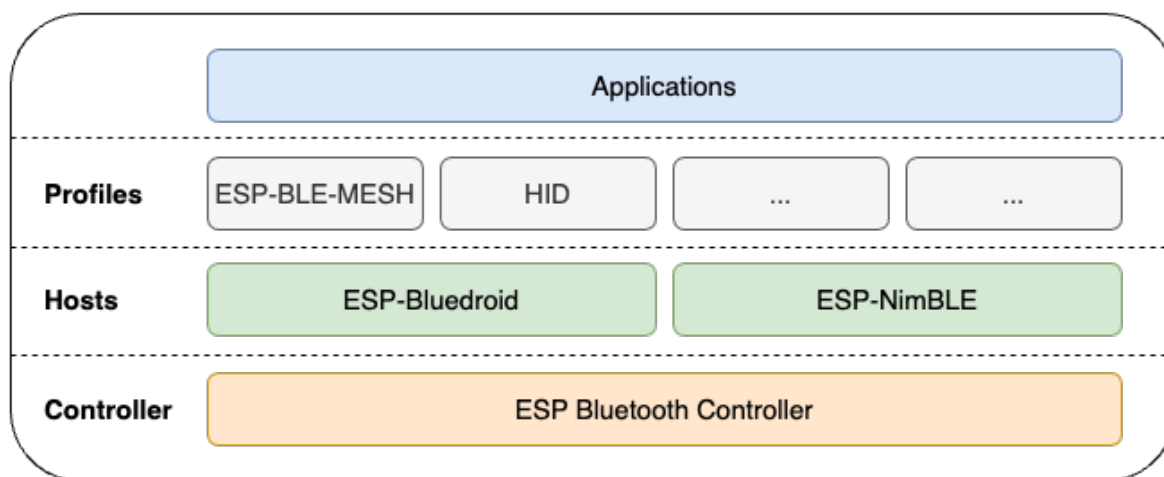 Applications
Profiles ESP-BLE-MESH HID ... ...
Hosts ESP-Bluedroid ESP-NimBLE
Controller ESP Bluetooth Controller